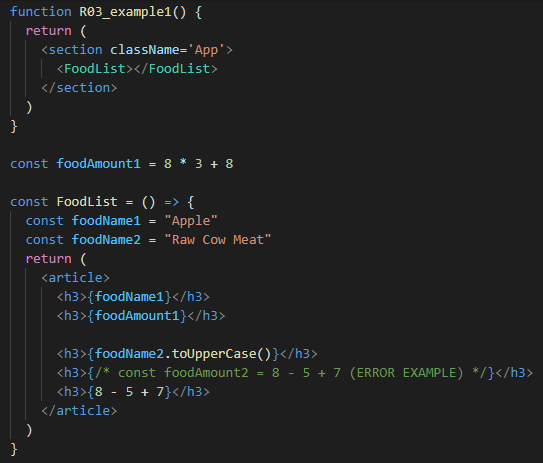 function R03_example1() {
return (
<section className='App'>
<FoodList></FoodList>
</section>
)
}
const foodAmount1 = 8 * 3 + 8
const FoodList = () => {
const foodName1 = "Apple"
const foodName2 = "Raw Cow Meat"
return (
<article>
<h3>{foodName1}</h3>
<h3>{foodAmount1}</h3>
<h3>{foodName2.toUpperCase()}</h3>
<h3>{/* const foodAmount2 = 8 - 5 + 7 (ERROR EXAMPLE) */}</h3>
<h3>{8 - 5 + 7}</h3>
</article>
)
}